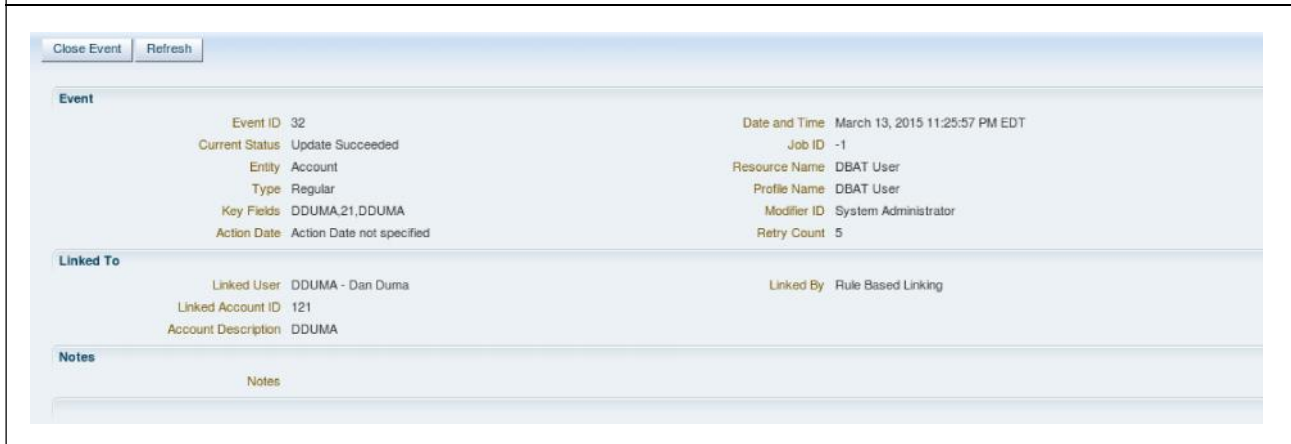 Close Event Refresh
Event
Event ID 32 Date and Time March 13, 2015 11:25:57 PM EDT
Current Status Update Succeeded Job ID -1
Entity Account Resource Name DBAT User
Type Regular Profile Name DBAT User
Key Fields DDUMA,21,DDUMA Modifier ID System Administrator
Action Date Action Date not specified Retry Count 5
Linked To
Linked User DDUMA - Dan Duma Linked By Rule Based Linking
Linked Account ID 121
Account Description DDUMA
Notes
Notes